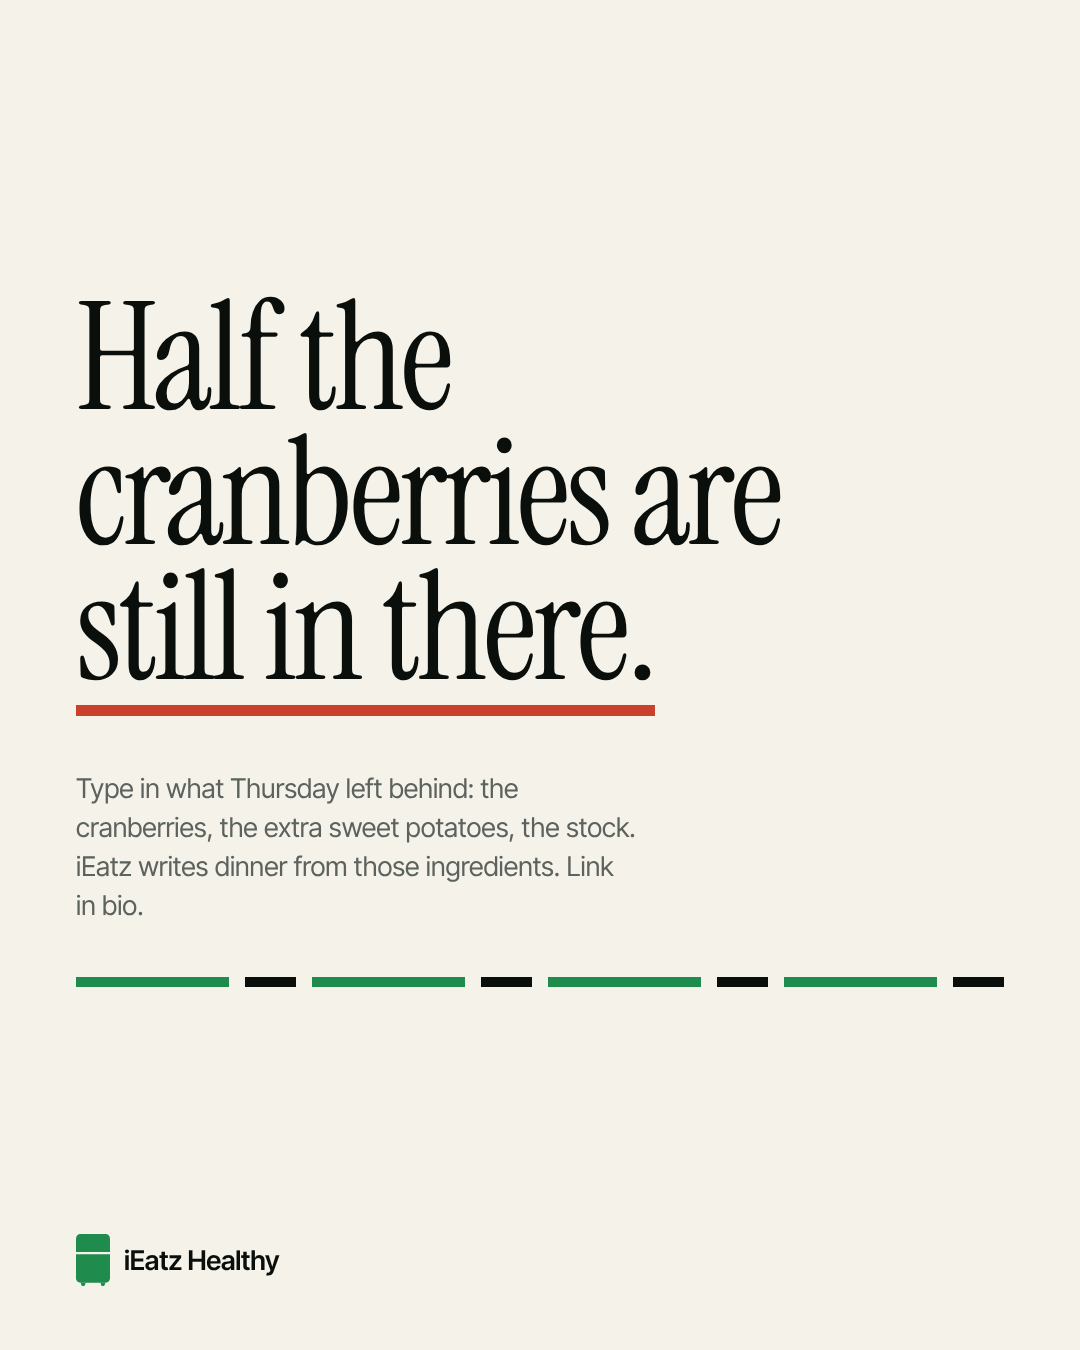 Half the
cranberries are
still in there.
Type in what Thursday left behind: the
cranberries, the extra sweet potatoes, the stock.
iEatz writes dinner from those ingredients. Link
in bio.
iEatz Healthy